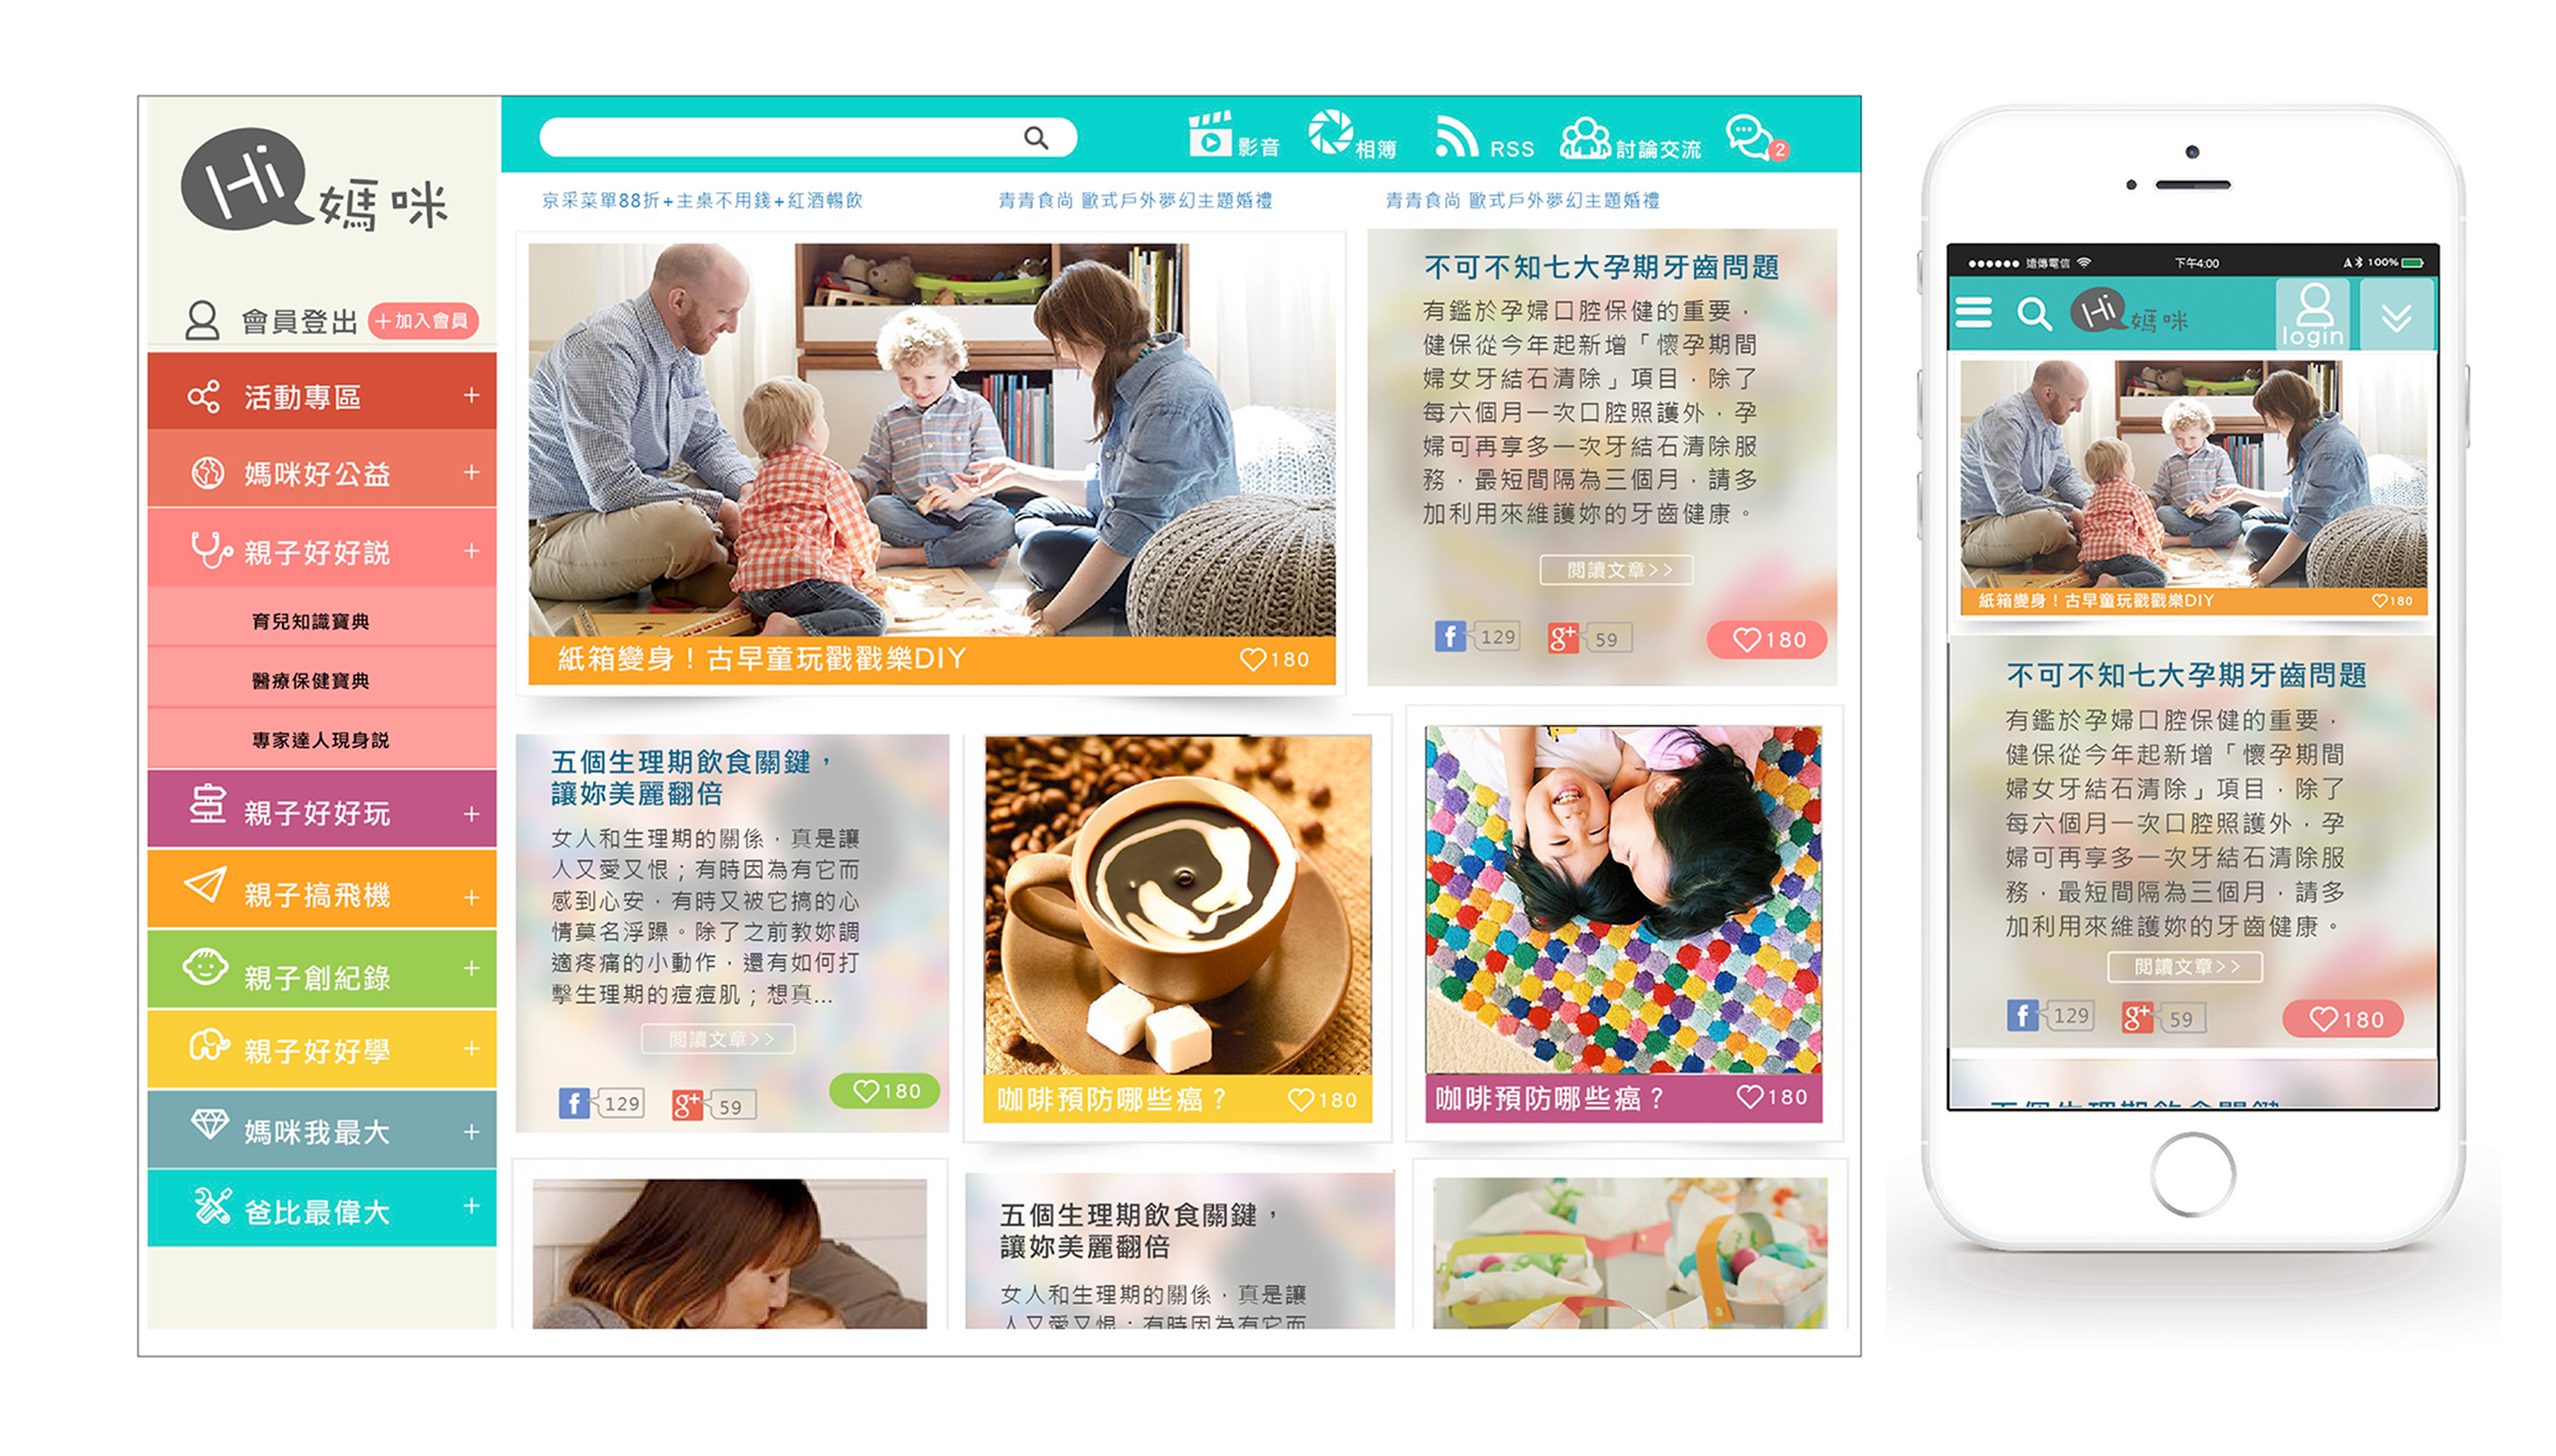 Hi 媽咪
會員登出 +加入會員
活動專區 +
媽咪好公益 +
親子好好説 +
育兒知識寶典
醫療保健寶典
專家達人現身説
親子好好玩 +
親子搞飛機 +
親子創紀錄 +
親子好好學 +
媽咪我最大 +
爸比最偉大 +
影音 相簿 RSS 討論交流 2
京采菜單88折+主桌不用錢+紅酒暢飲 青青食尚 歐式戶外夢幻主題婚禮 青青食尚 歐式戶外夢幻主題婚禮
紙箱變身！古早童玩戳戳樂DIY 180
不可不知七大孕期牙齒問題
有鑑於孕婦口腔保健的重要，
健保從今年起新增「懷孕期間
婦女牙結石清除」項目，除了
每六個月一次口腔照護外，孕
婦可再享多一次牙結石清除服
務，最短間隔為三個月，請多
加利用來維護妳的牙齒健康。
閱讀文章>>
f 129 g+ 59 180
五個生理期飲食關鍵，
讓妳美麗翻倍
女人和生理期的關係，真是讓
人又愛又恨；有時因為有它而
感到心安，有時又被它搞的心
情莫名浮躁。除了之前教妳調
適疼痛的小動作，還有如何打
擊生理期的痘痘肌；想真...
閱讀文章>>
f 129 g+ 59 180
咖啡預防哪些癌？ 180
咖啡預防哪些癌？ 180
五個生理期飲食關鍵，
讓妳美麗翻倍
女人和生理期的關係，真是讓
人又愛又恨；有時因為有它而
遠傳電信 下午4:00 100%
Hi 媽咪 login
紙箱變身！古早童玩戳戳樂DIY 180
不可不知七大孕期牙齒問題
有鑑於孕婦口腔保健的重要，
健保從今年起新增「懷孕期間
婦女牙結石清除」項目，除了
每六個月一次口腔照護外，孕
婦可再享多一次牙結石清除服
務，最短間隔為三個月，請多
加利用來維護妳的牙齒健康。
閱讀文章>>
f 129 g+ 59 180